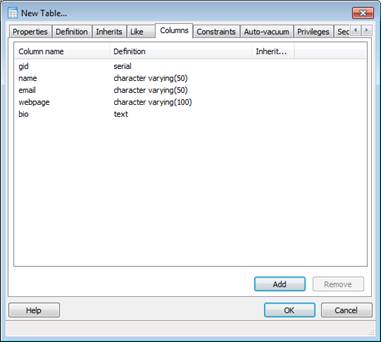 New Table...
Properties Definition Inherits Like Columns Constraints Auto-vacuum Privileges Sec
Column name Definition Inherit...
gid serial
name character varying(50)
email character varying(50)
webpage character varying(100)
bio text
Add Remove
Help OK Cancel